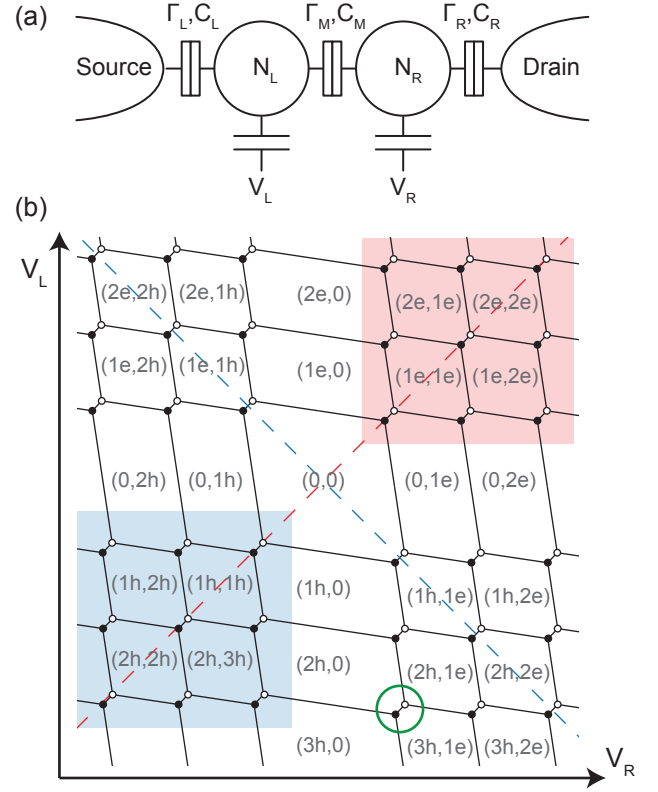 (a)
Γ_L,C_L Γ_M,C_M Γ_R,C_R
Source N_L N_R Drain
V_L V_R
(b)
V_L
(2e,2h) (2e,1h) (2e,0) (2e,1e) (2e,2e)
(1e,2h) (1e,1h) (1e,0) (1e,1e) (1e,2e)
(0,2h) (0,1h) (0,0) (0,1e) (0,2e)
(1h,2h) (1h,1h) (1h,0) (1h,1e) (1h,2e)
(2h,2h) (2h,3h) (2h,0) (2h,1e) (2h,2e)
(3h,0) (3h,1e) (3h,2e)
V_R